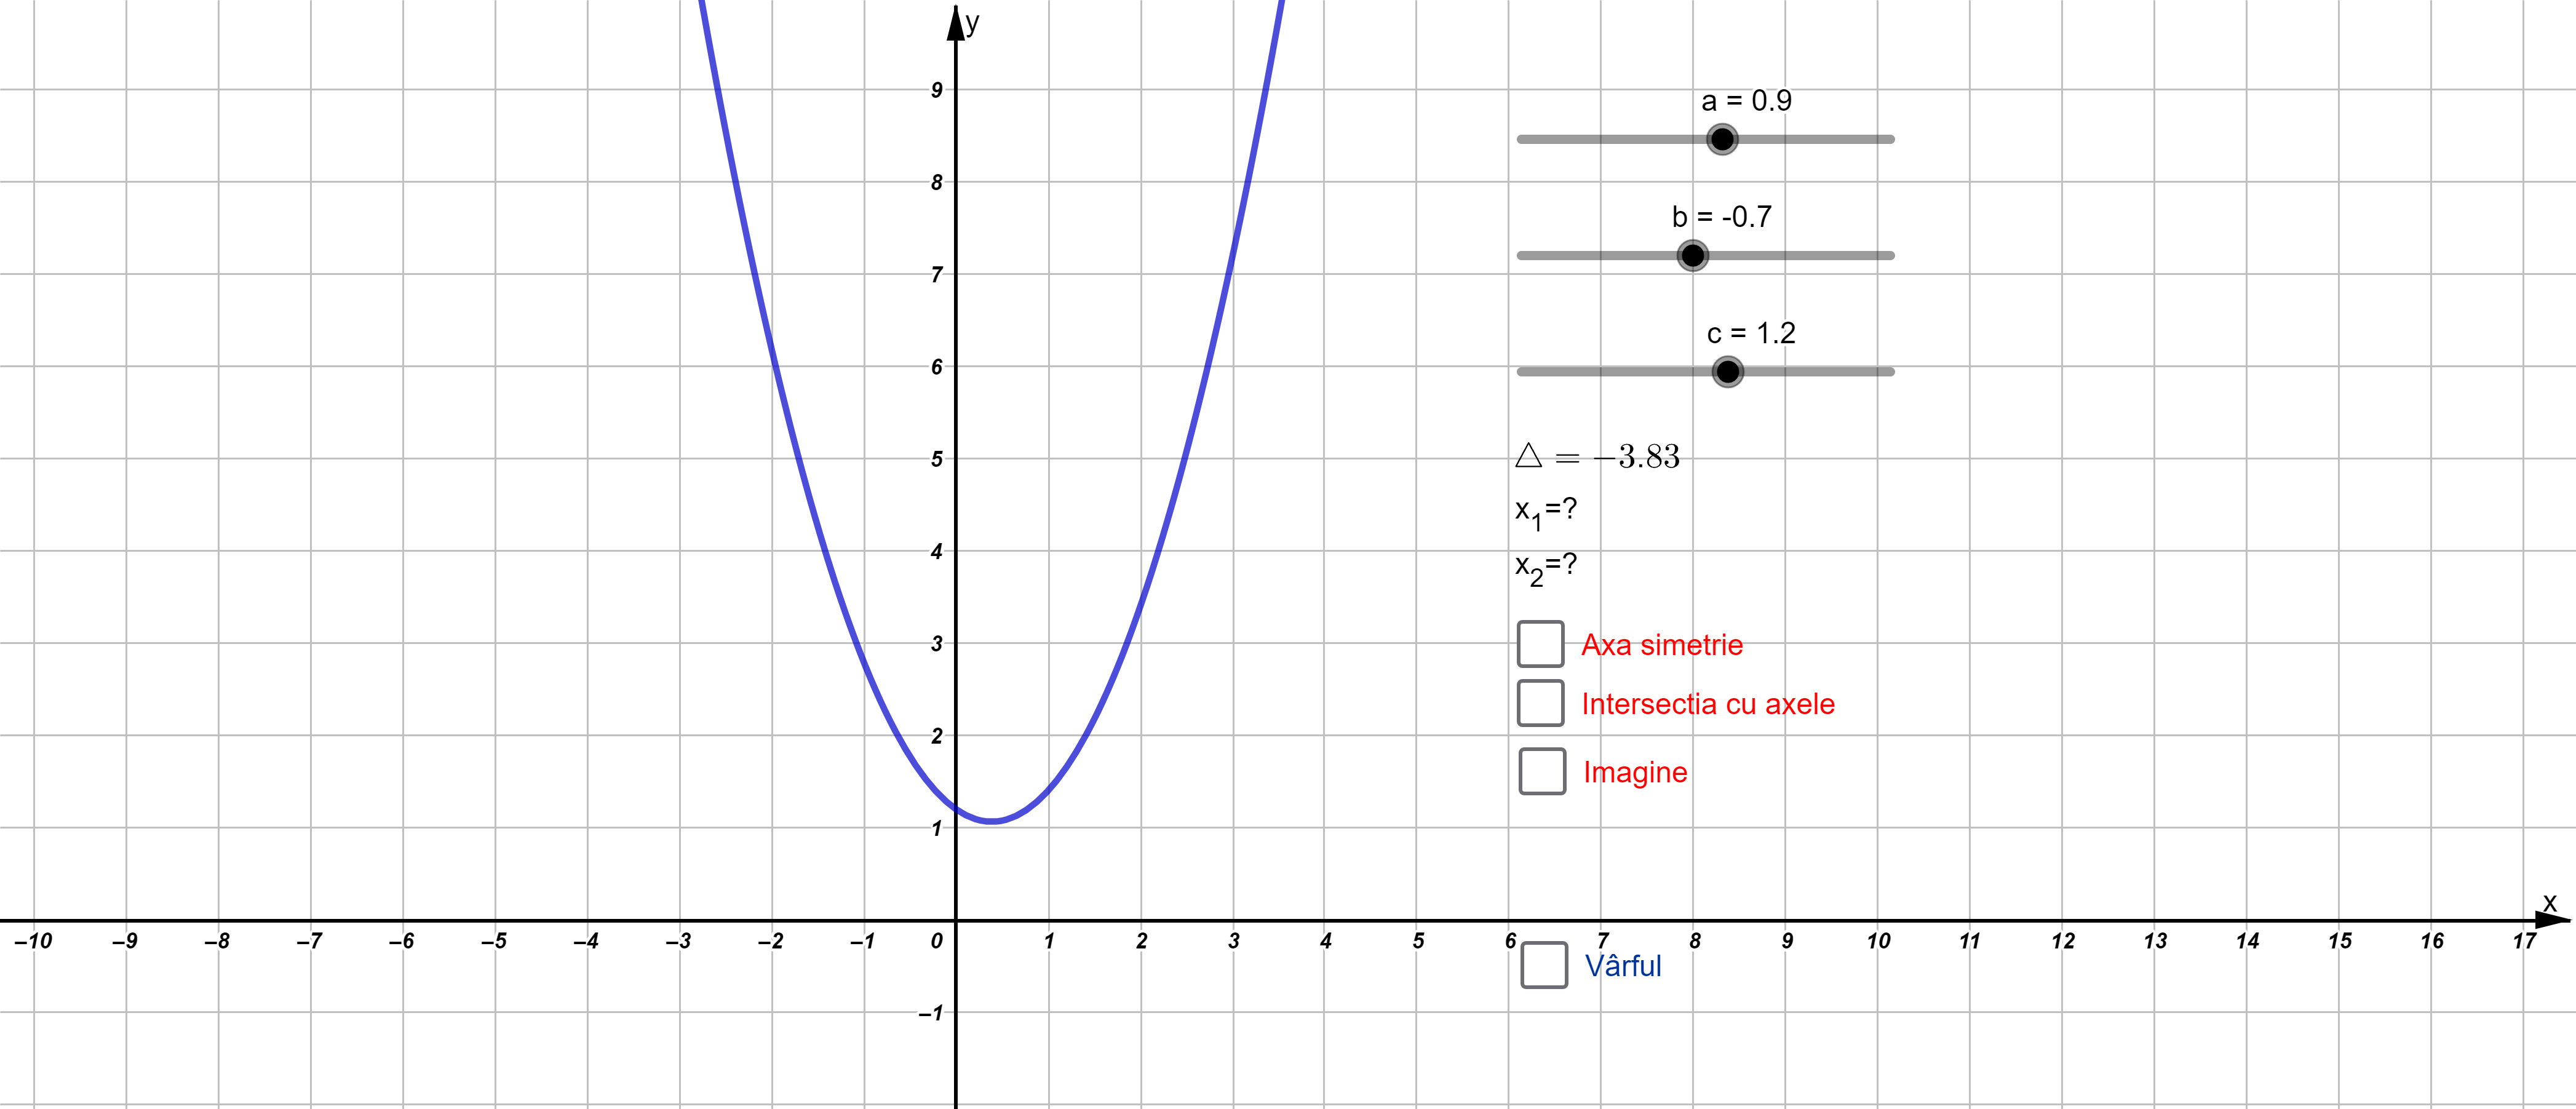 y
9
8
7
6
5
4
3
2
1
–1
–10 –9 –8 –7 –6 –5 –4 –3 –2 –1 0 1 2 3 4 5 6 7 8 9 10 11 12 13 14 15 16 17
x
a = 0.9
b = -0.7
c = 1.2
△ = −3.83
x₁=?
x₂=?
Axa simetrie
Intersectia cu axele
Imagine
Vârful